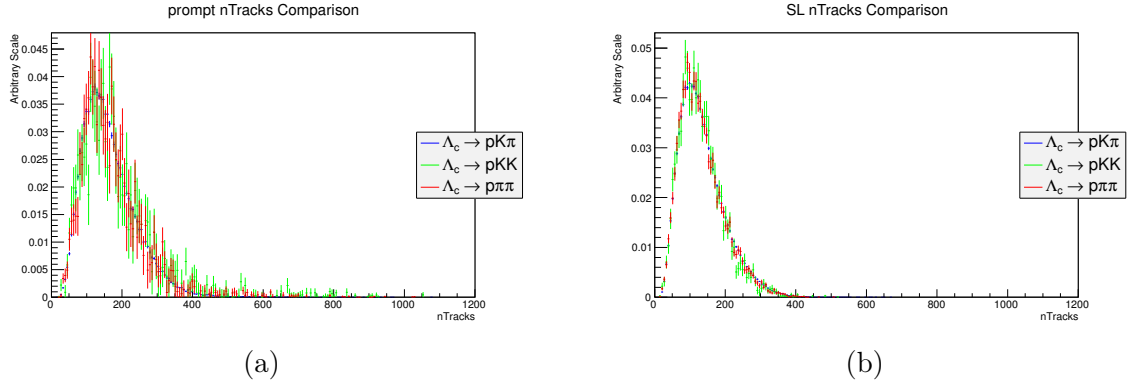 prompt nTracks Comparison
Arbitrary Scale
0.045
0.04
0.035
0.03
0.025
0.02
0.015
0.01
0.005
0
0 200 400 600 800 1000 1200
nTracks
Λc → pKπ
Λc → pKK
Λc → pππ
(a)
SL nTracks Comparison
Arbitrary Scale
0.05
0.04
0.03
0.02
0.01
0
0 200 400 600 800 1000 1200
nTracks
Λc → pKπ
Λc → pKK
Λc → pππ
(b)